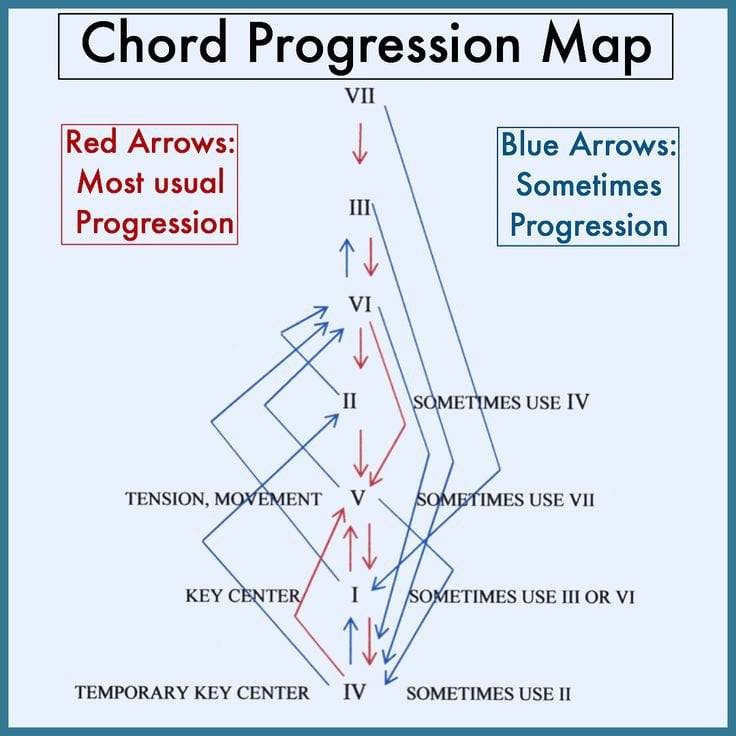 Chord Progression Map
VII
Red Arrows:
Most usual
Progression
Blue Arrows:
Sometimes
Progression
III
VI
II SOMETIMES USE IV
TENSION, MOVEMENT V SOMETIMES USE VII
KEY CENTER I SOMETIMES USE III OR VI
TEMPORARY KEY CENTER IV SOMETIMES USE II